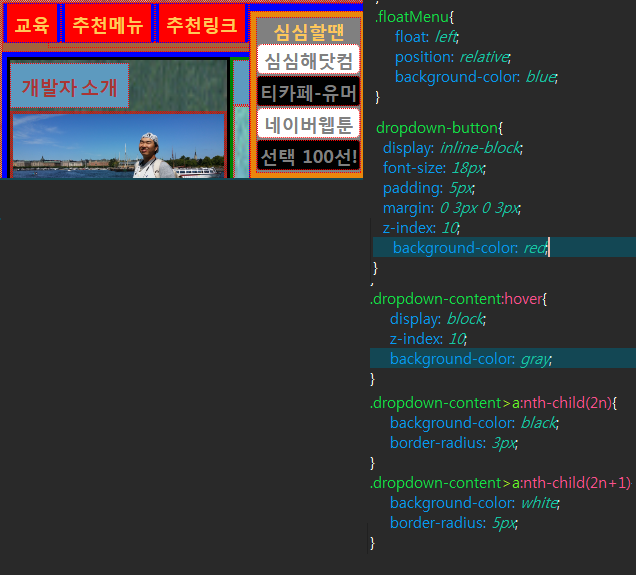 교육 추천메뉴 추천링크
심심할땐
심심해닷컴
티카페-유머
네이버웹툰
선택 100선!
개발자 소개
.floatMenu{
float: left;
position: relative;
background-color: blue;
}
dropdown-button{
display: inline-block;
font-size: 18px;
padding: 5px;
margin: 0 3px 0 3px;
z-index: 10;
background-color: red;
}
.dropdown-content:hover{
display: block;
z-index: 10;
background-color: gray;
}
.dropdown-content>a:nth-child(2n){
background-color: black;
border-radius: 3px;
}
.dropdown-content>a:nth-child(2n+1)
background-color: white;
border-radius: 5px;
}